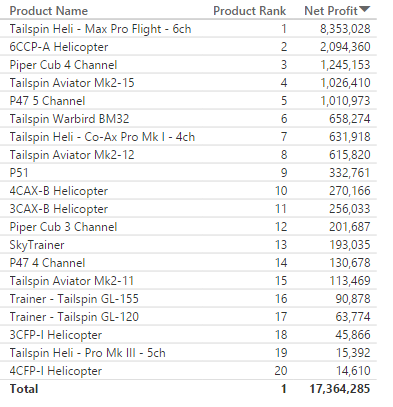 Product Name Product Rank Net Profit
Tailspin Heli - Max Pro Flight - 6ch 1 8,353,028
6CCP-A Helicopter 2 2,094,360
Piper Cub 4 Channel 3 1,245,153
Tailspin Aviator Mk2-15 4 1,026,410
P47 5 Channel 5 1,010,973
Tailspin Warbird BM32 6 658,274
Tailspin Heli - Co-Ax Pro Mk I - 4ch 7 631,918
Tailspin Aviator Mk2-12 8 615,820
P51 9 332,761
4CAX-B Helicopter 10 270,166
3CAX-B Helicopter 11 256,033
Piper Cub 3 Channel 12 201,687
SkyTrainer 13 193,035
P47 4 Channel 14 130,678
Tailspin Aviator Mk2-11 15 113,469
Trainer - Tailspin GL-155 16 90,878
Trainer - Tailspin GL-120 17 63,774
3CFP-I Helicopter 18 45,866
Tailspin Heli - Pro Mk III - 5ch 19 15,392
4CFP-I Helicopter 20 14,610
Total 1 17,364,285